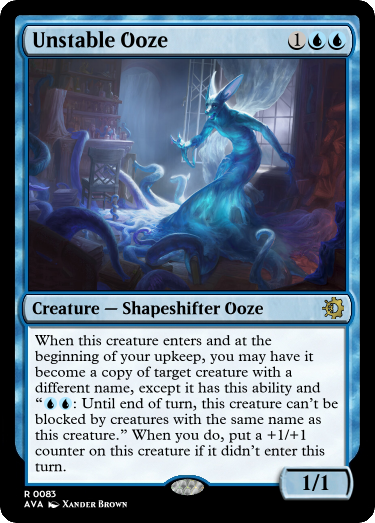 Unstable Ooze 1
Creature — Shapeshifter Ooze
When this creature enters and at the
beginning of your upkeep, you may have it
become a copy of target creature with a
different name, except it has this ability and
“: Until end of turn, this creature can't be
blocked by creatures with the same name as
this creature.” When you do, put a +1/+1
counter on this creature if it didn't enter this
turn.
1/1
R 0083
AVA Xander Brown